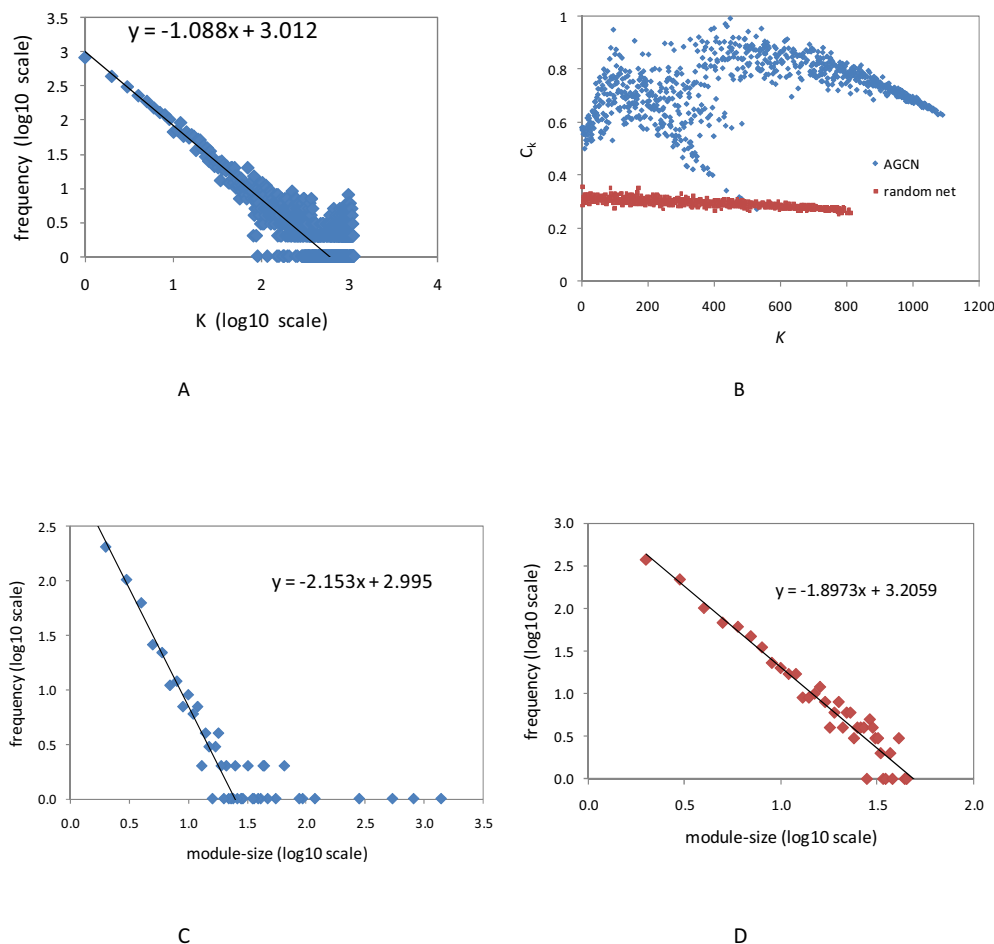 y = -1.088x + 3.012
frequency (log10 scale)
3.5
3
2.5
2
1.5
1
0.5
0
0 1 2 3 4
K (log10 scale)
A
Ck
1
0.8
0.6
0.4
0.2
0
AGCN
random net
0 200 400 600 800 1000 1200
K
B
frequency (log10 scale)
2.5
2.0
1.5
1.0
0.5
0.0
y = -2.153x + 2.995
0.0 0.5 1.0 1.5 2.0 2.5 3.0 3.5
module-size (log10 scale)
C
frequency (log10 scale)
3.0
2.5
2.0
1.5
1.0
0.5
0.0
y = -1.8973x + 3.2059
0.0 0.5 1.0 1.5 2.0
module-size (log10 scale)
D